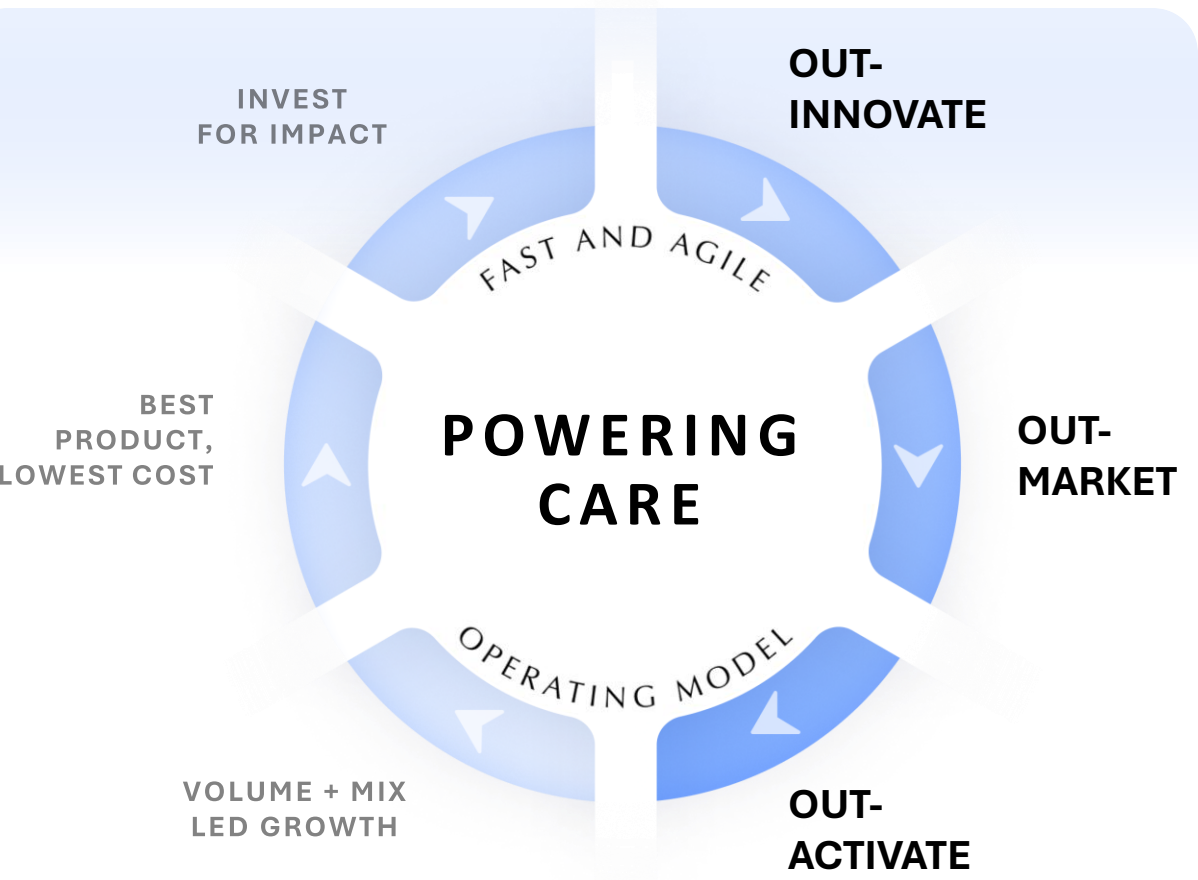 INVEST
FOR IMPACT
OUT-
INNOVATE
FAST AND AGILE
BEST
PRODUCT,
LOWEST COST
POWERING
CARE
OUT-
MARKET
OPERATING MODEL
VOLUME + MIX
LED GROWTH
OUT-
ACTIVATE